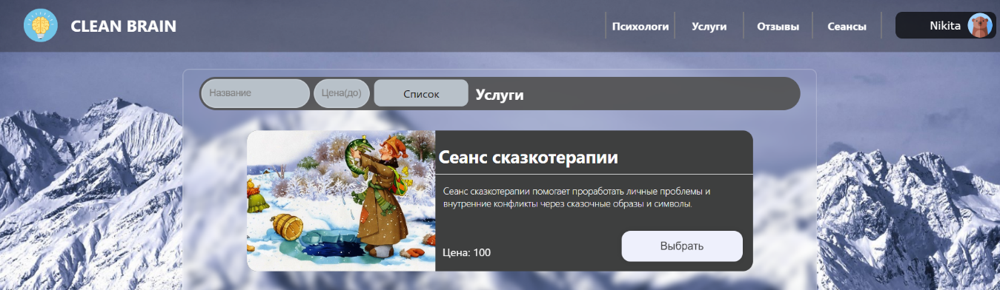 CLEAN BRAIN
Психологи
Услуги
Отзывы
Сеансы
Nikita
Название
Цена(до)
Список
Услуги
Сеанс сказкотерапии
Сеанс сказкотерапии помогает проработать личные проблемы и
внутренние конфликты через сказочные образы и символы.
Цена: 100
Выбрать